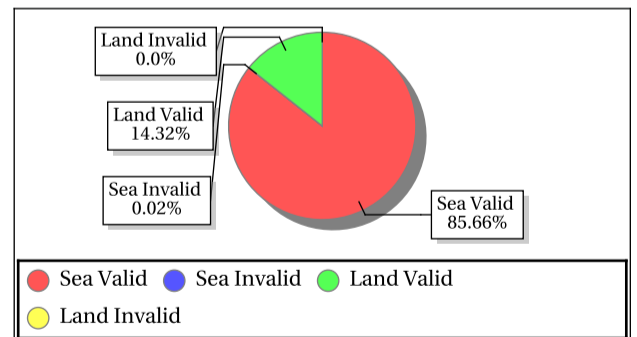 Land Invalid
0.0%
Land Valid
14.32%
Sea Invalid
0.02%
Sea Valid
85.66%
Sea Valid Sea Invalid Land Valid
Land Invalid